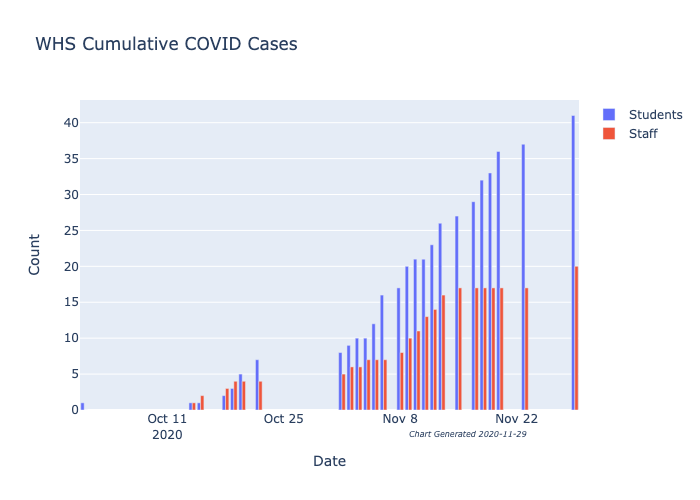 WHS Cumulative COVID Cases
Students
Staff
40
35
30
25
20
15
10
5
0
Count
Oct 11
2020
Oct 25
Nov 8
Nov 22
Chart Generated 2020-11-29
Date